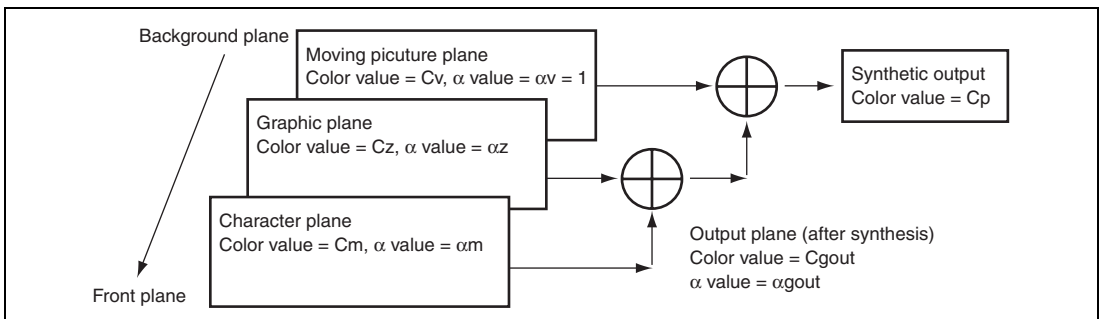 Background plane
Moving picuture plane
Color value = Cv, α value = αv = 1
Synthetic output
Color value = Cp
Graphic plane
Color value = Cz, α value = αz
Character plane
Color value = Cm, α value = αm
Output plane (after synthesis)
Color value = Cgout
α value = αgout
Front plane